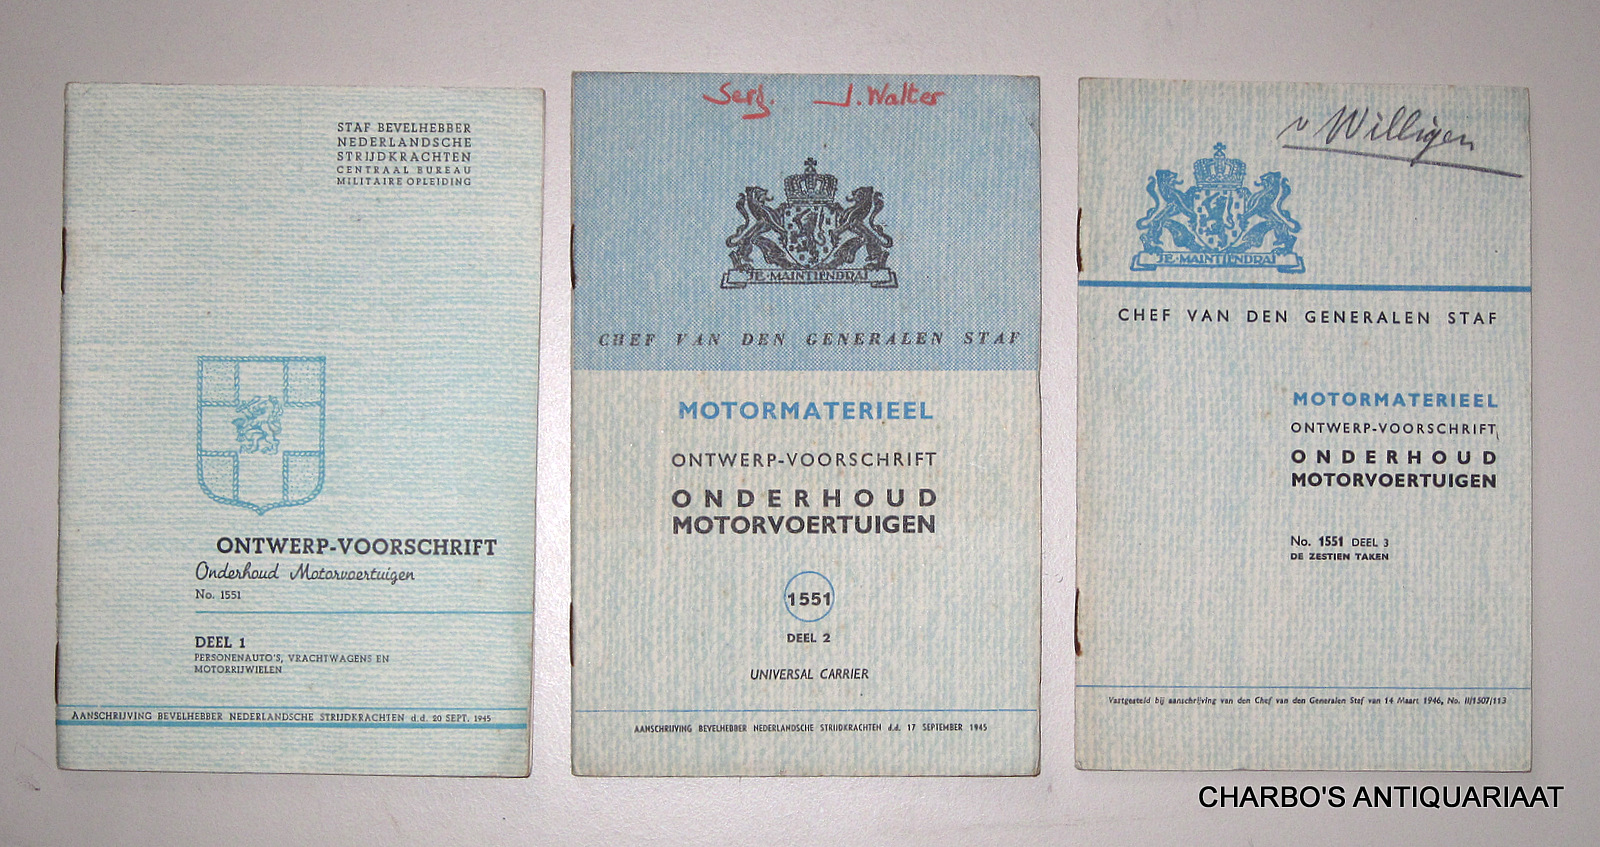 STAF BEVELHEBBER
NEDERLANDSCHE
STRIJDKRACHTEN
CENTRAAL BUREAU
MILITAIRE OPLEIDING
ONTWERP-VOORSCHRIFT
Onderhoud Motorvoertuigen
No. 1551
DEEL 1
PERSONENAUTO'S, VRACHTWAGENS EN
MOTORRIJWIELEN
AANSCHRIJVING BEVELHEBBER NEDERLANDSCHE STRIJDKRACHTEN d.d. 20 SEPT. 1945
Serg. J. Walter
JE·MAINTIENDRAI
CHEF VAN DEN GENERALEN STAF
MOTORMATERIEEL
ONTWERP-VOORSCHRIFT
ONDERHOUD
MOTORVOERTUIGEN
1551
DEEL 2
UNIVERSAL CARRIER
AANSCHRIJVING BEVELHEBBER NEDERLANDSCHE STRIJDKRACHTEN d.d. 17 SEPTEMBER 1945
v Willigen
JE·MAINTIENDRAI
CHEF VAN DEN GENERALEN STAF
MOTORMATERIEEL
ONTWERP-VOORSCHRIFT
ONDERHOUD
MOTORVOERTUIGEN
No. 1551 DEEL 3
DE ZESTIEN TAKEN
Vastgesteld bij aanschrijving van den Chef van den Generalen Staf van 14 Maart 1946, No. II/1507/113
CHARBO'S ANTIQUARIAAT